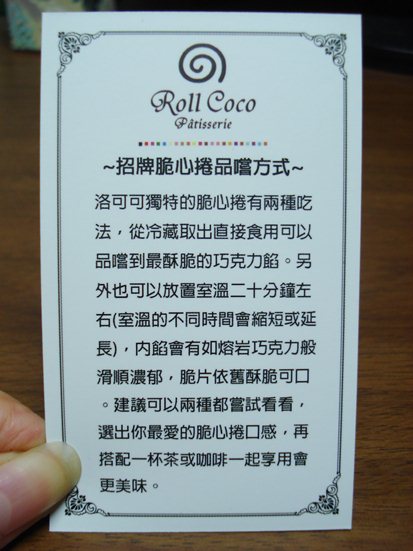 Roll Coco
Pâtisserie
~招牌脆心捲品嚐方式~
洛可可獨特的脆心捲有兩種吃
法，從冷藏取出直接食用可以
品嚐到最酥脆的巧克力餡。另
外也可以放置室溫二十分鐘左
右(室溫的不同時間會縮短或延
長)，內餡會有如熔岩巧克力般
滑順濃郁，脆片依舊酥脆可口
。建議可以兩種都嘗試看看，
選出你最愛的脆心捲口感，再
搭配一杯茶或咖啡一起享用會
更美味。